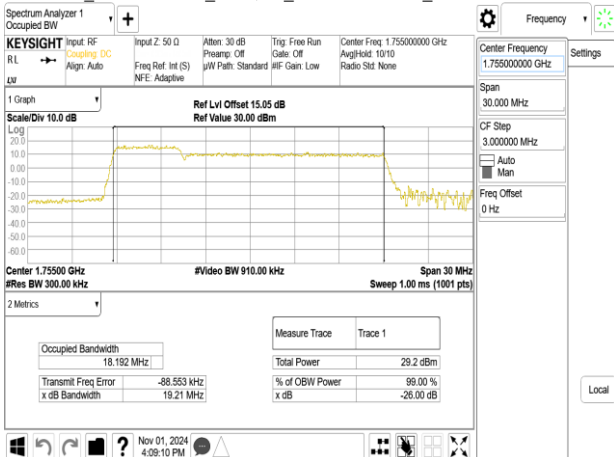 Spectrum Analyzer 1
Occupied BW
+
Frequency
KEYSIGHT
RL
LXI
Input: RF
Coupling: DC
Align: Auto
Input Z: 50 Ω
Freq Ref: Int (S)
NFE: Adaptive
Atten: 30 dB
Preamp: Off
µW Path: Standard
Trig: Free Run
Gate: Off
#IF Gain: Low
Center Freq: 1.755000000 GHz
Avg|Hold: 10/10
Radio Std: None
Center Frequency
1.755000000 GHz
Settings
Span
30.000 MHz
CF Step
3.000000 MHz
Auto
Man
Freq Offset
0 Hz
Local
1 Graph
Scale/Div 10.0 dB
Ref Lvl Offset 15.05 dB
Ref Value 30.00 dBm
Log
20.0
10.0
0.00
-10.0
-20.0
-30.0
-40.0
-50.0
-60.0
Center 1.75500 GHz
#Video BW 910.00 kHz
Span 30 MHz
#Res BW 300.00 kHz
Sweep 1.00 ms (1001 pts)
2 Metrics
Measure Trace Trace 1
Occupied Bandwidth
18.192 MHz
Total Power 29.2 dBm
Transmit Freq Error -88.553 kHz
% of OBW Power 99.00 %
x dB Bandwidth 19.21 MHz
x dB -26.00 dB
?
Nov 01, 2024
4:09:10 PM